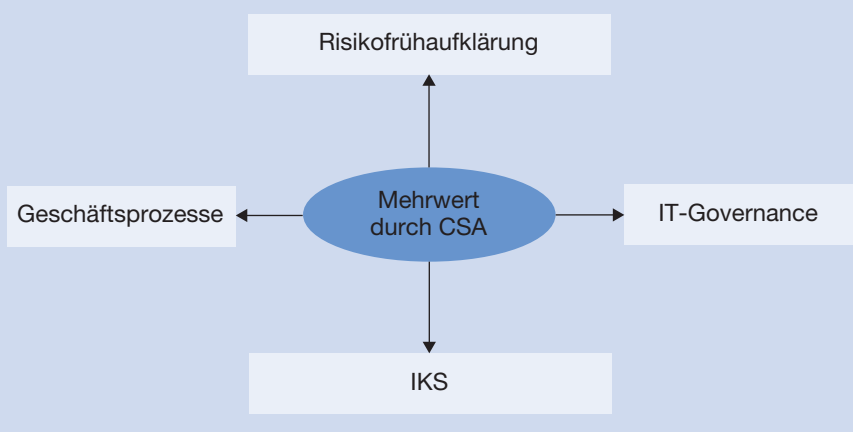 Risikofrühaufklärung
Geschäftsprozesse
Mehrwert
durch CSA
IT-Governance
IKS